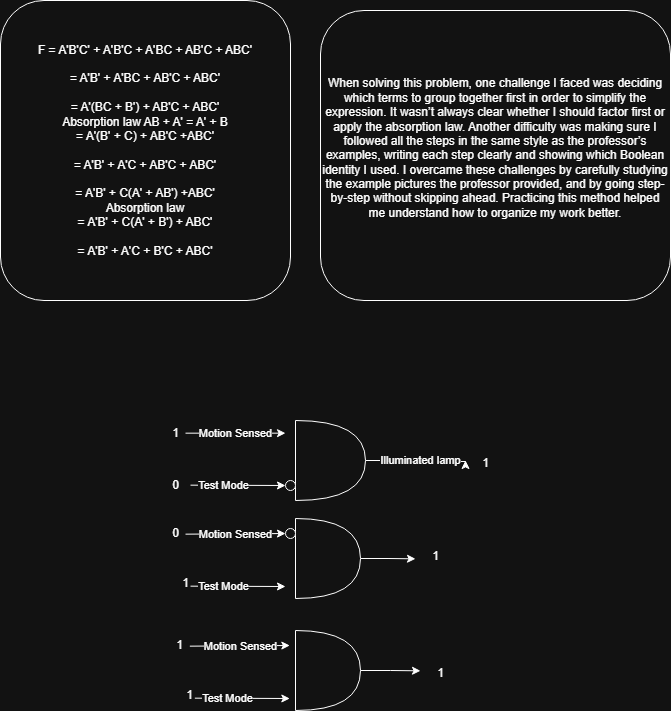 F = A'B'C' + A'B'C + A'BC + AB'C + ABC'
= A'B' + A'BC + AB'C + ABC'
= A'(BC + B') + AB'C + ABC'
Absorption law AB + A' = A' + B
= A'(B' + C) + AB'C +ABC'
= A'B' + A'C + AB'C + ABC'
= A'B' + C(A' + AB') +ABC'
Absorption law
= A'B' + C(A' + B') + ABC'
= A'B' + A'C + B'C + ABC'
When solving this problem, one challenge I faced was deciding
which terms to group together first in order to simplify the
expression. It wasn't always clear whether I should factor first or
apply the absorption law. Another difficulty was making sure I
followed all the steps in the same style as the professor's
examples, writing each step clearly and showing which Boolean
identity I used. I overcame these challenges by carefully studying
the example pictures the professor provided, and by going step-
by-step without skipping ahead. Practicing this method helped
me understand how to organize my work better.
1 Motion Sensed
Illuminated lamp 1
0 Test Mode
0 Motion Sensed
1
1 Test Mode
1 Motion Sensed
1
1 Test Mode